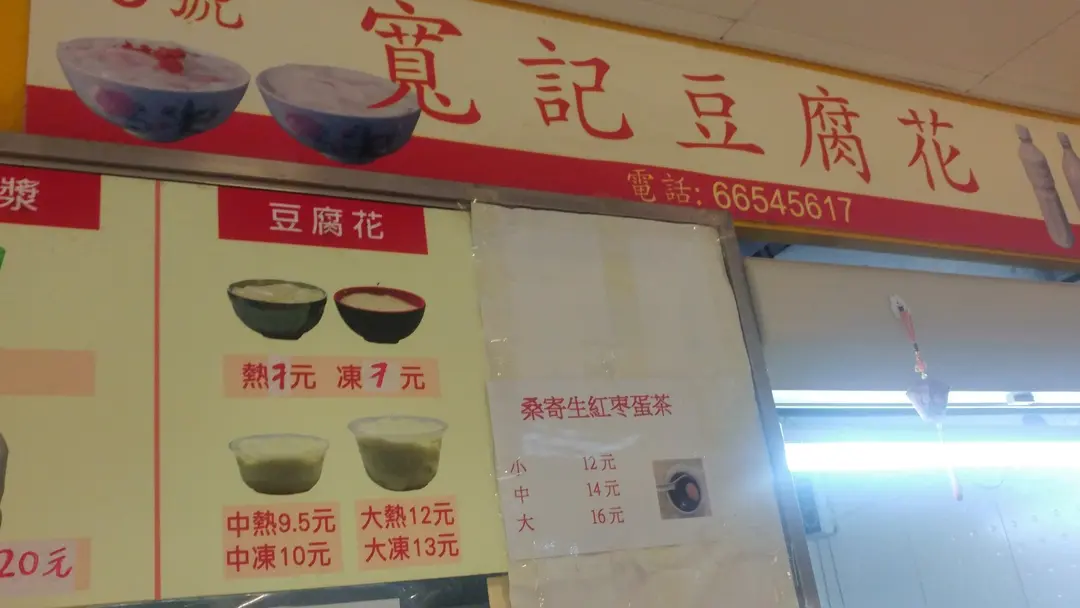 號
寬記豆腐花
電話: 66545617
漿
20元
豆腐花
熱7元 凍7元
中熱9.5元
中凍10元
大熱12元
大凍13元
桑寄生紅枣蛋茶
小 12元
中 14元
大 16元